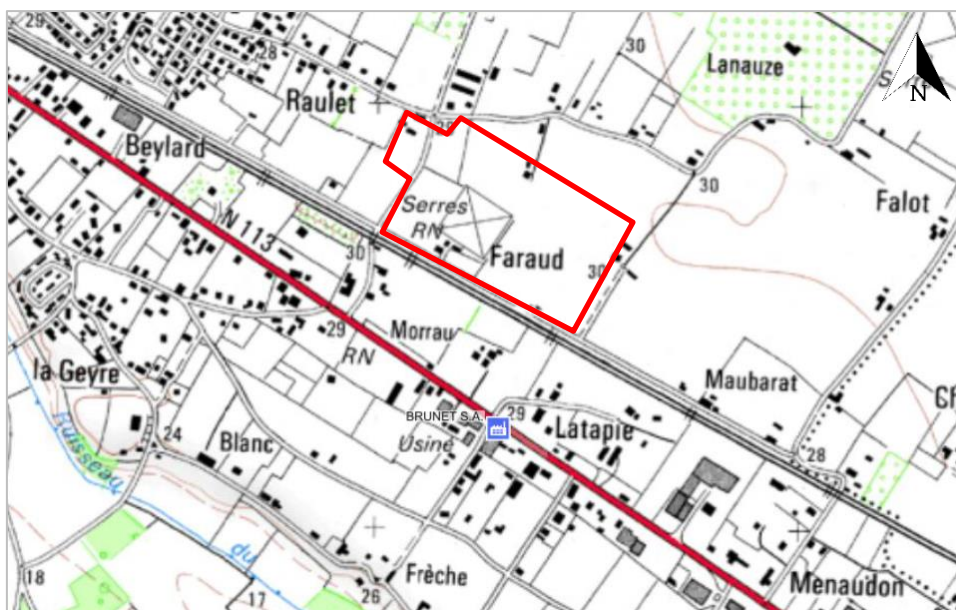 29
28
30
Lanauze
N
Raulet
30
Beylard
Serres
RN
30
Falot
N 113
30
Faraud
30
29
Morrau
RN
la Geyre
Maubarat
BRUNET S.A.
29
Usine
Latapie
24
Blanc
28
Ruisseau
du
Frèche
18
17
26
Menaudon